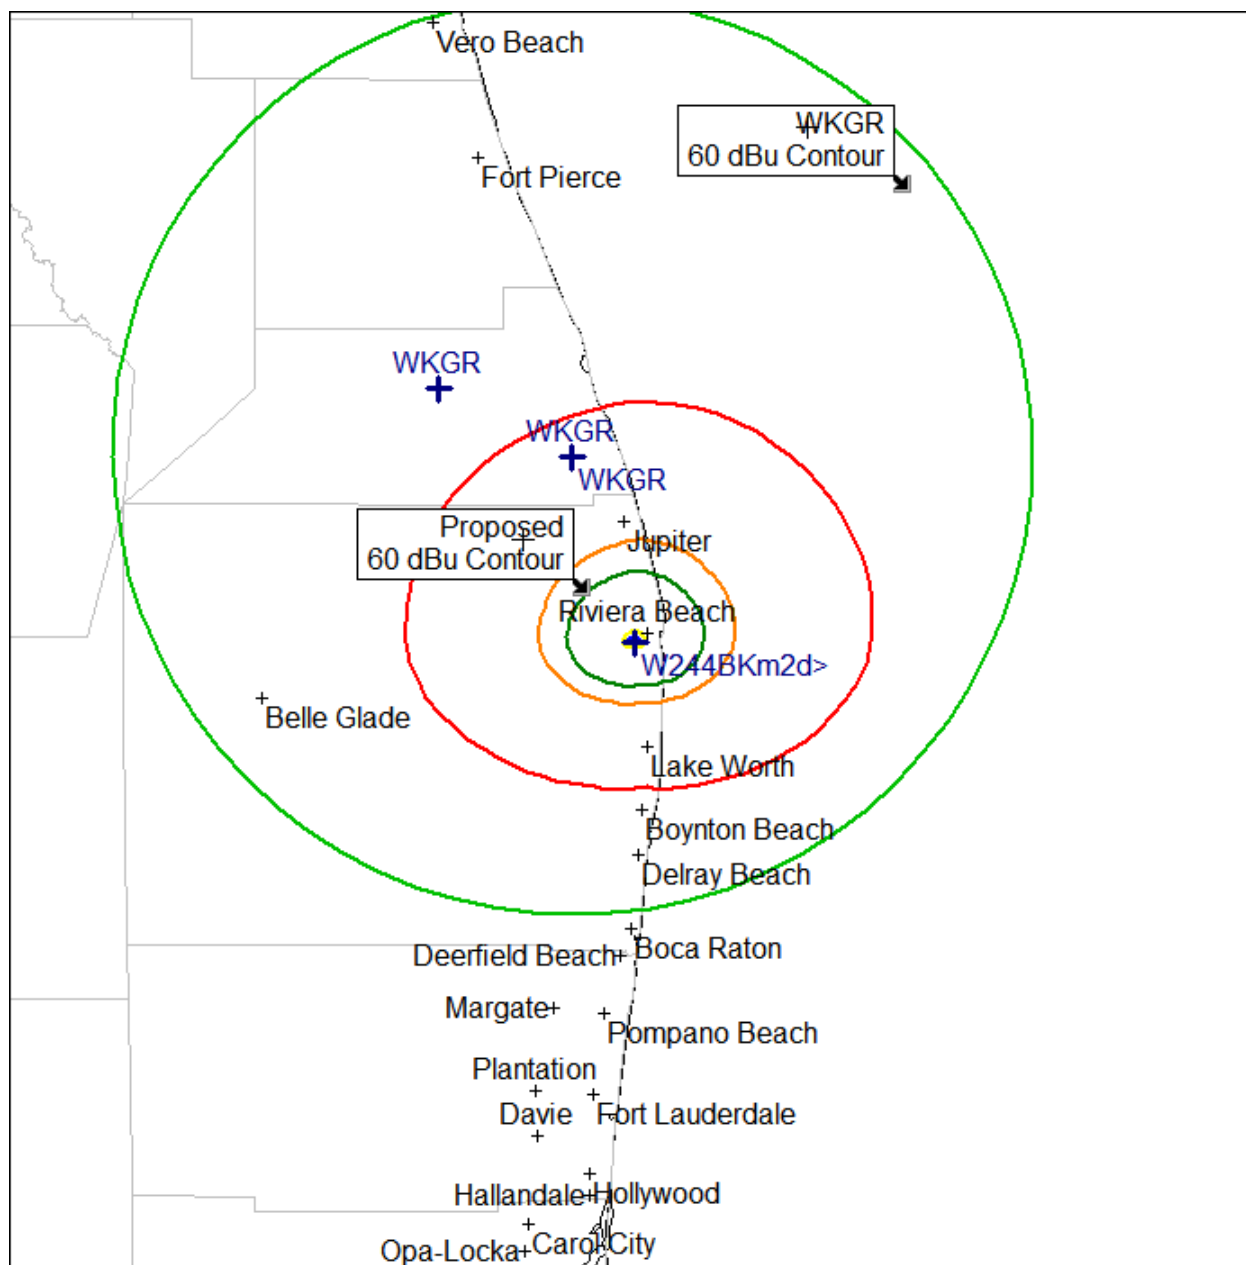 Vero Beach
WKGR
60 dBu Contour
Fort Pierce
WKGR
WKGR
WKGR
Proposed
60 dBu Contour
Jupiter
Riviera Beach
W244BKm2d>
Belle Glade
Lake Worth
Boynton Beach
Delray Beach
Boca Raton
Deerfield Beach
Margate
Pompano Beach
Plantation
Davie
Fort Lauderdale
Hallandale
Hollywood
Carol City
Opa-Locka